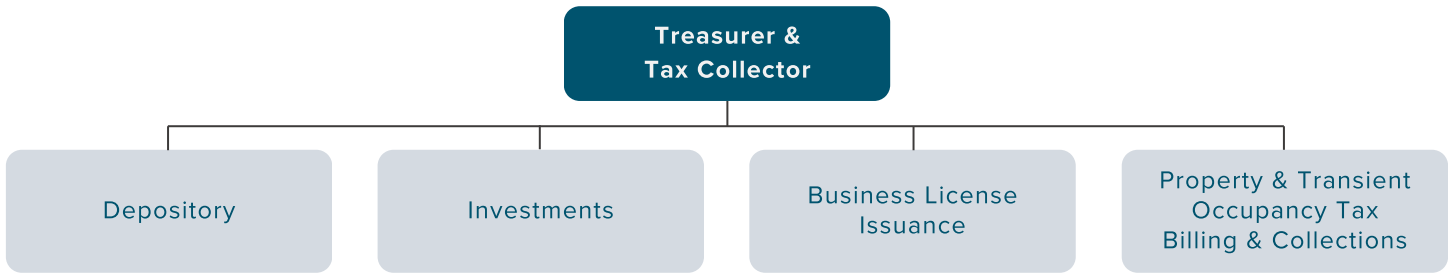 Treasurer &
Tax Collector
Depository
Investments
Business License
Issuance
Property & Transient
Occupancy Tax
Billing & Collections